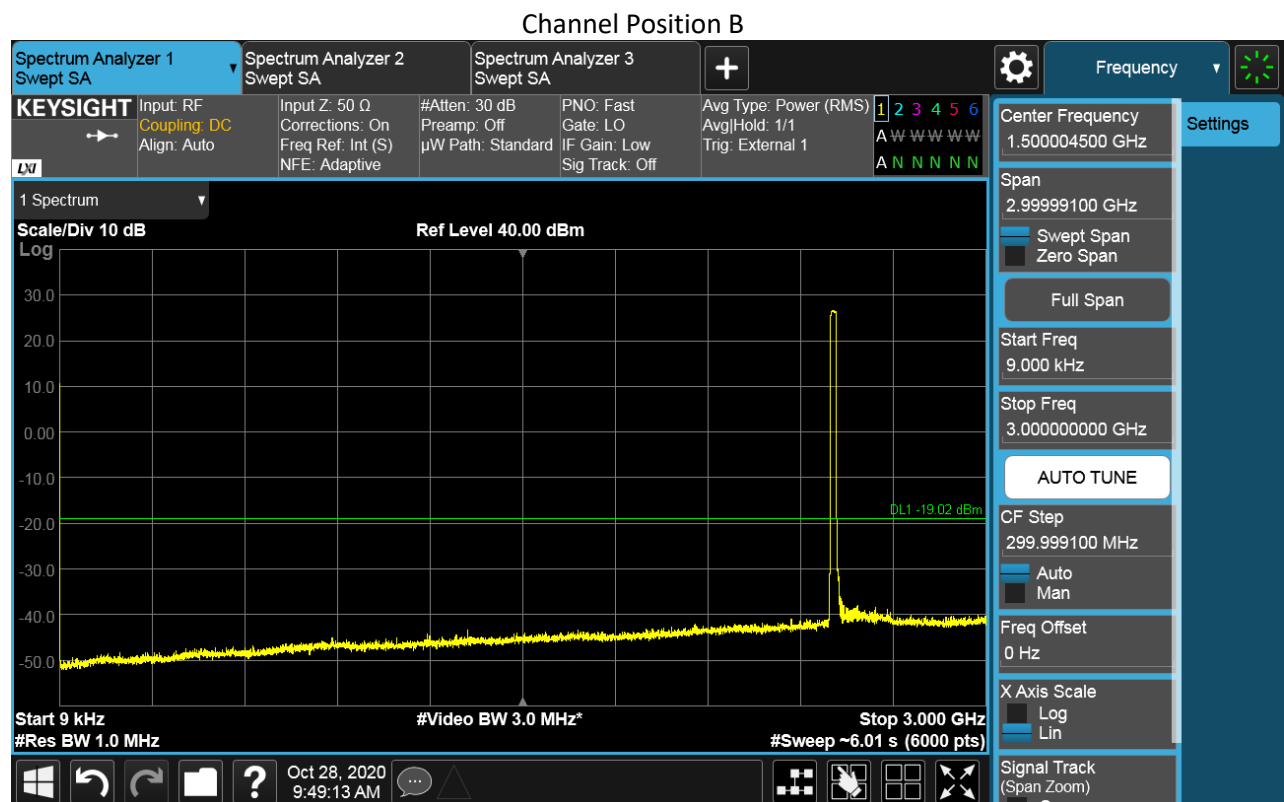 Channel Position B
Spectrum Analyzer 1
Swept SA
Spectrum Analyzer 2
Swept SA
Spectrum Analyzer 3
Swept SA
Frequency
KEYSIGHT
LXI
Input: RF
Coupling: DC
Align: Auto
Input Z: 50 Ω
Corrections: On
Freq Ref: Int (S)
NFE: Adaptive
#Atten: 30 dB
Preamp: Off
µW Path: Standard
PNO: Fast
Gate: LO
IF Gain: Low
Sig Track: Off
Avg Type: Power (RMS)
Avg|Hold: 1/1
Trig: External 1
1 2 3 4 5 6
A W W W W W
A N N N N N
1 Spectrum
Scale/Div 10 dB
Ref Level 40.00 dBm
Log
30.0
20.0
10.0
0.00
-10.0
-20.0
-30.0
-40.0
-50.0
DL1 -19.02 dBm
Start 9 kHz
#Video BW 3.0 MHz*
Stop 3.000 GHz
#Res BW 1.0 MHz
#Sweep ~6.01 s (6000 pts)
Center Frequency
1.500004500 GHz
Settings
Span
2.99999100 GHz
Swept Span
Zero Span
Full Span
Start Freq
9.000 kHz
Stop Freq
3.000000000 GHz
AUTO TUNE
CF Step
299.999100 MHz
Auto
Man
Freq Offset
0 Hz
X Axis Scale
Log
Lin
Signal Track
(Span Zoom)
?
Oct 28, 2020
9:49:13 AM